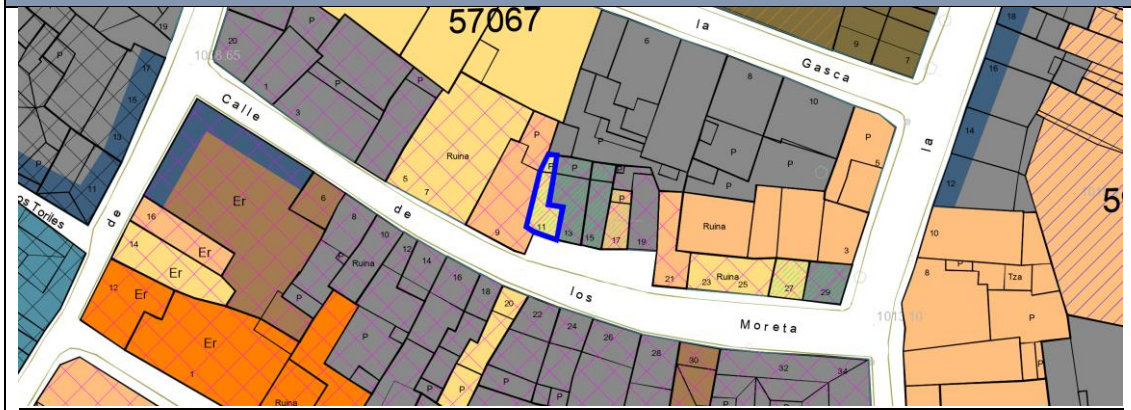 57067
la
Gasca
9
7
18
16
14
12
19
P
17
15
13
P
11
20
1018.65
1
3
Calle
de
los
Moreta
6
8
10
P
P
P
P
P
P
5
la
Ruina
5
7
9
P
P
11
P
13
15
P
17
19
21
Ruina
23
Ruina
25
27
29
3
os Toriles
de
Er
6
16
Er
14
Er
12
Er
Er
1
Ruina
8
Ruina
10
12
14
16
18
20
22
24
26
28
30
32
34
P
P
P
P
P
P
P
P
1013.10
10
8
P
Tza
P
P
59